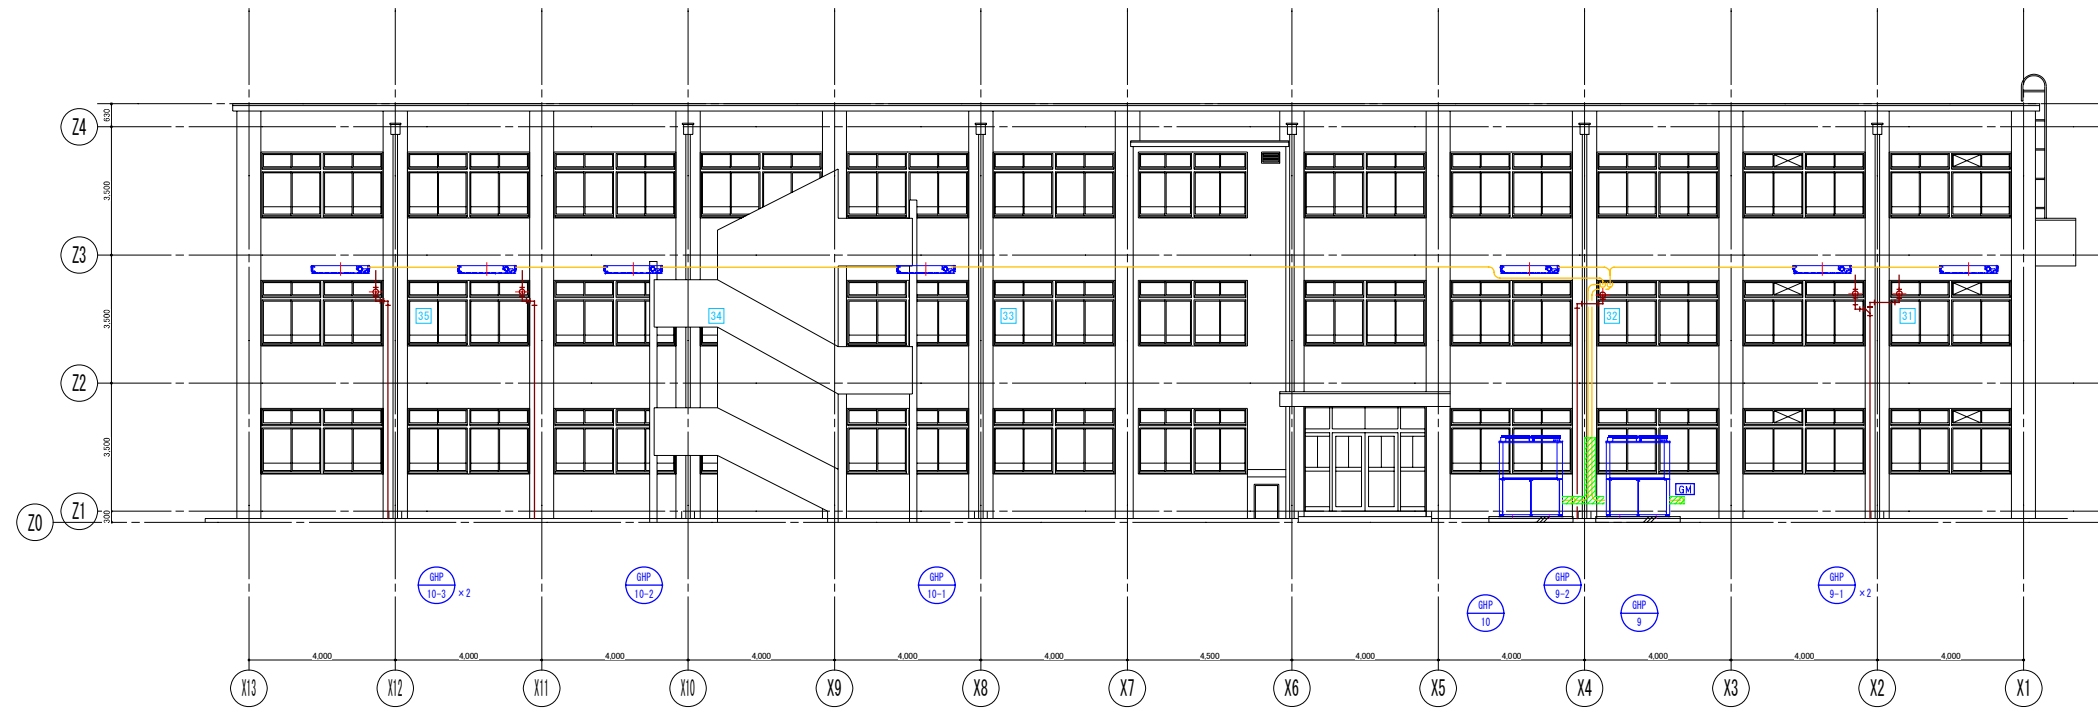 Z4
630
3,500
Z3
35
34
33
32
31
3,500
Z2
3,500
GM
Z1
300
Z0
GHP
10-3
×2
GHP
10-2
GHP
10-1
GHP
9-2
GHP
9-1
×2
GHP
10
GHP
9
4,000
4,000
4,000
4,000
4,000
4,000
4,500
4,000
4,000
4,000
4,000
4,000
X13
X12
X11
X10
X9
X8
X7
X6
X5
X4
X3
X2
X1